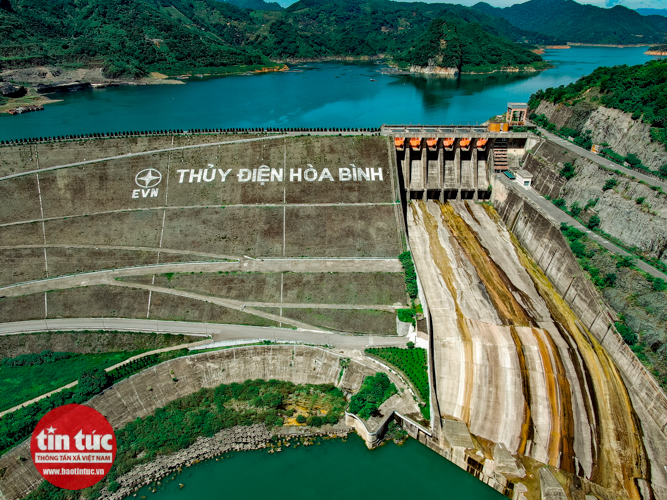 THỦY ĐIỆN HÒA BÌNH
EVN
tin tức
THÔNG TẤN XÃ VIỆT NAM
www.baotintuc.vn